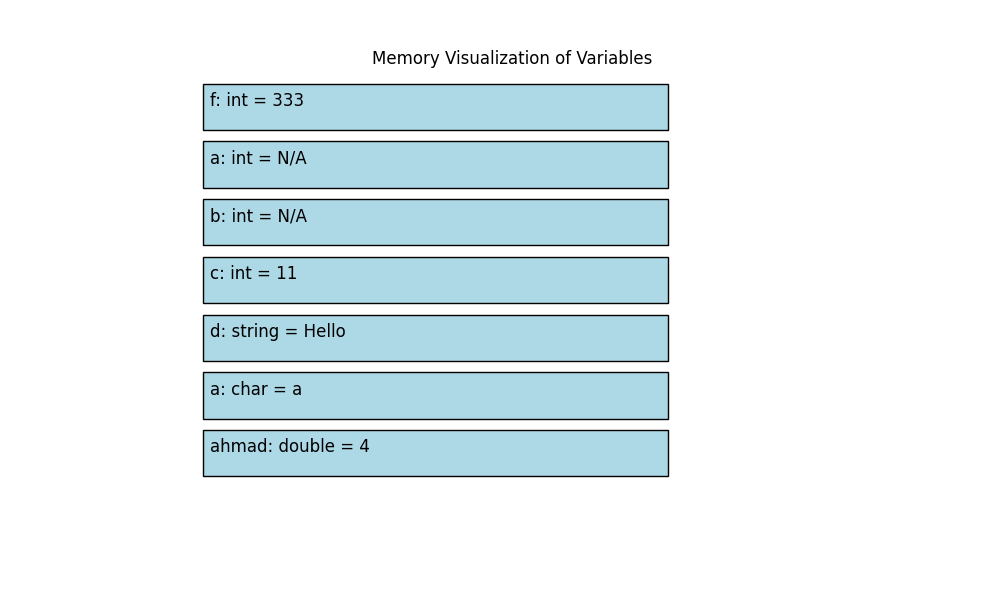 Memory Visualization of Variables
f: int = 333
a: int = N/A
b: int = N/A
c: int = 11
d: string = Hello
a: char = a
ahmad: double = 4